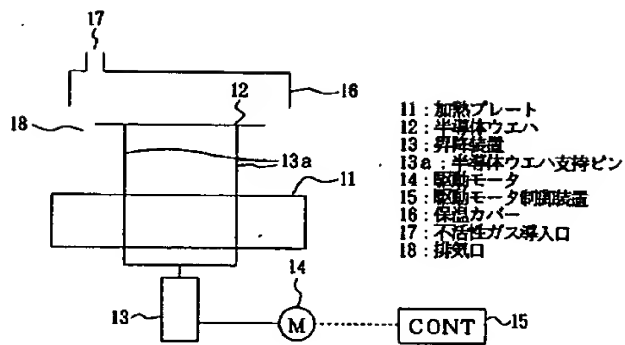 17
16
12
18
13a
11
14
13
M
CONT
15
11:加熱プレート
12:半導体ウエハ
13:昇降装置
13a:半導体ウエハ支持ピン
14:駆動モータ
15:駆動モータ制御装置
16:保温カバー
17:不活性ガス導入口
18:排気口